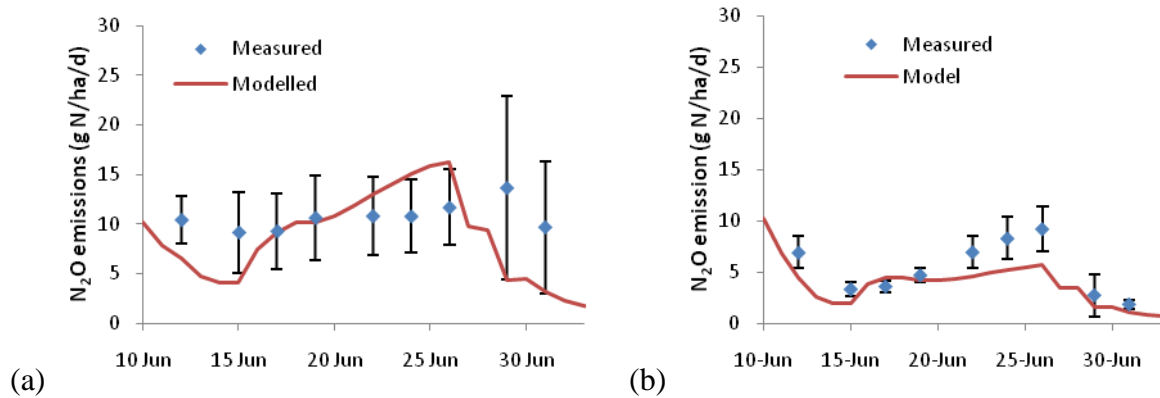 N₂O emissions (g N/ha/d)
30
25
20
15
10
5
0
Measured
Modelled
10 Jun
15 Jun
20 Jun
25 Jun
30 Jun
(a)
N₂O emission (g N/ha/d)
30
25
20
15
10
5
0
Measured
Model
10-Jun
15-Jun
20-Jun
25-Jun
30-Jun
(b)